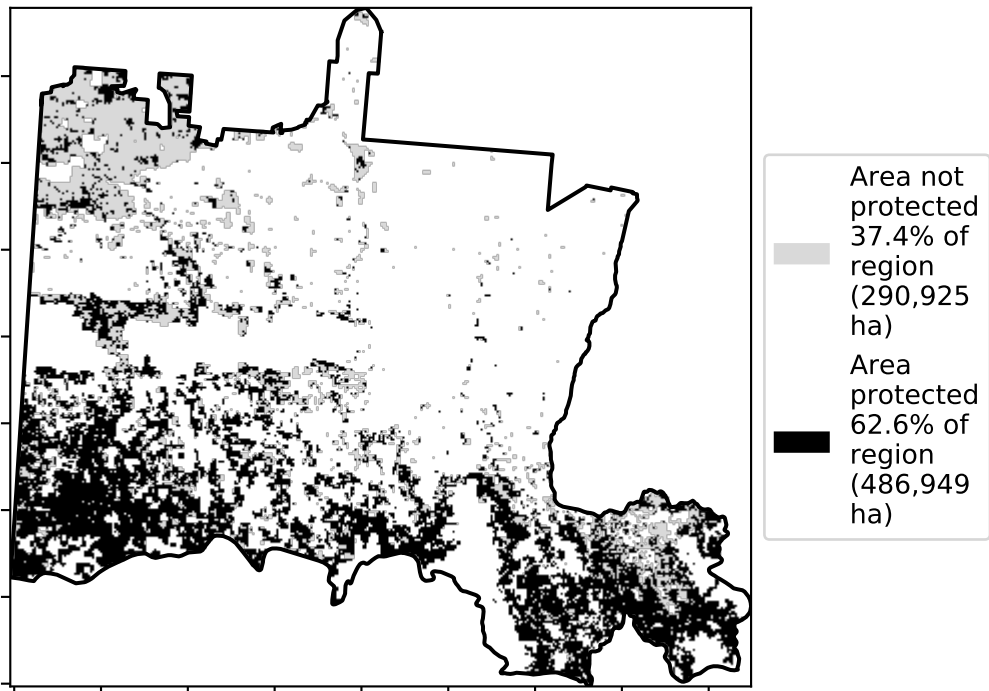 Area not
protected
37.4% of
region
(290,925
ha)
Area
protected
62.6% of
region
(486,949
ha)